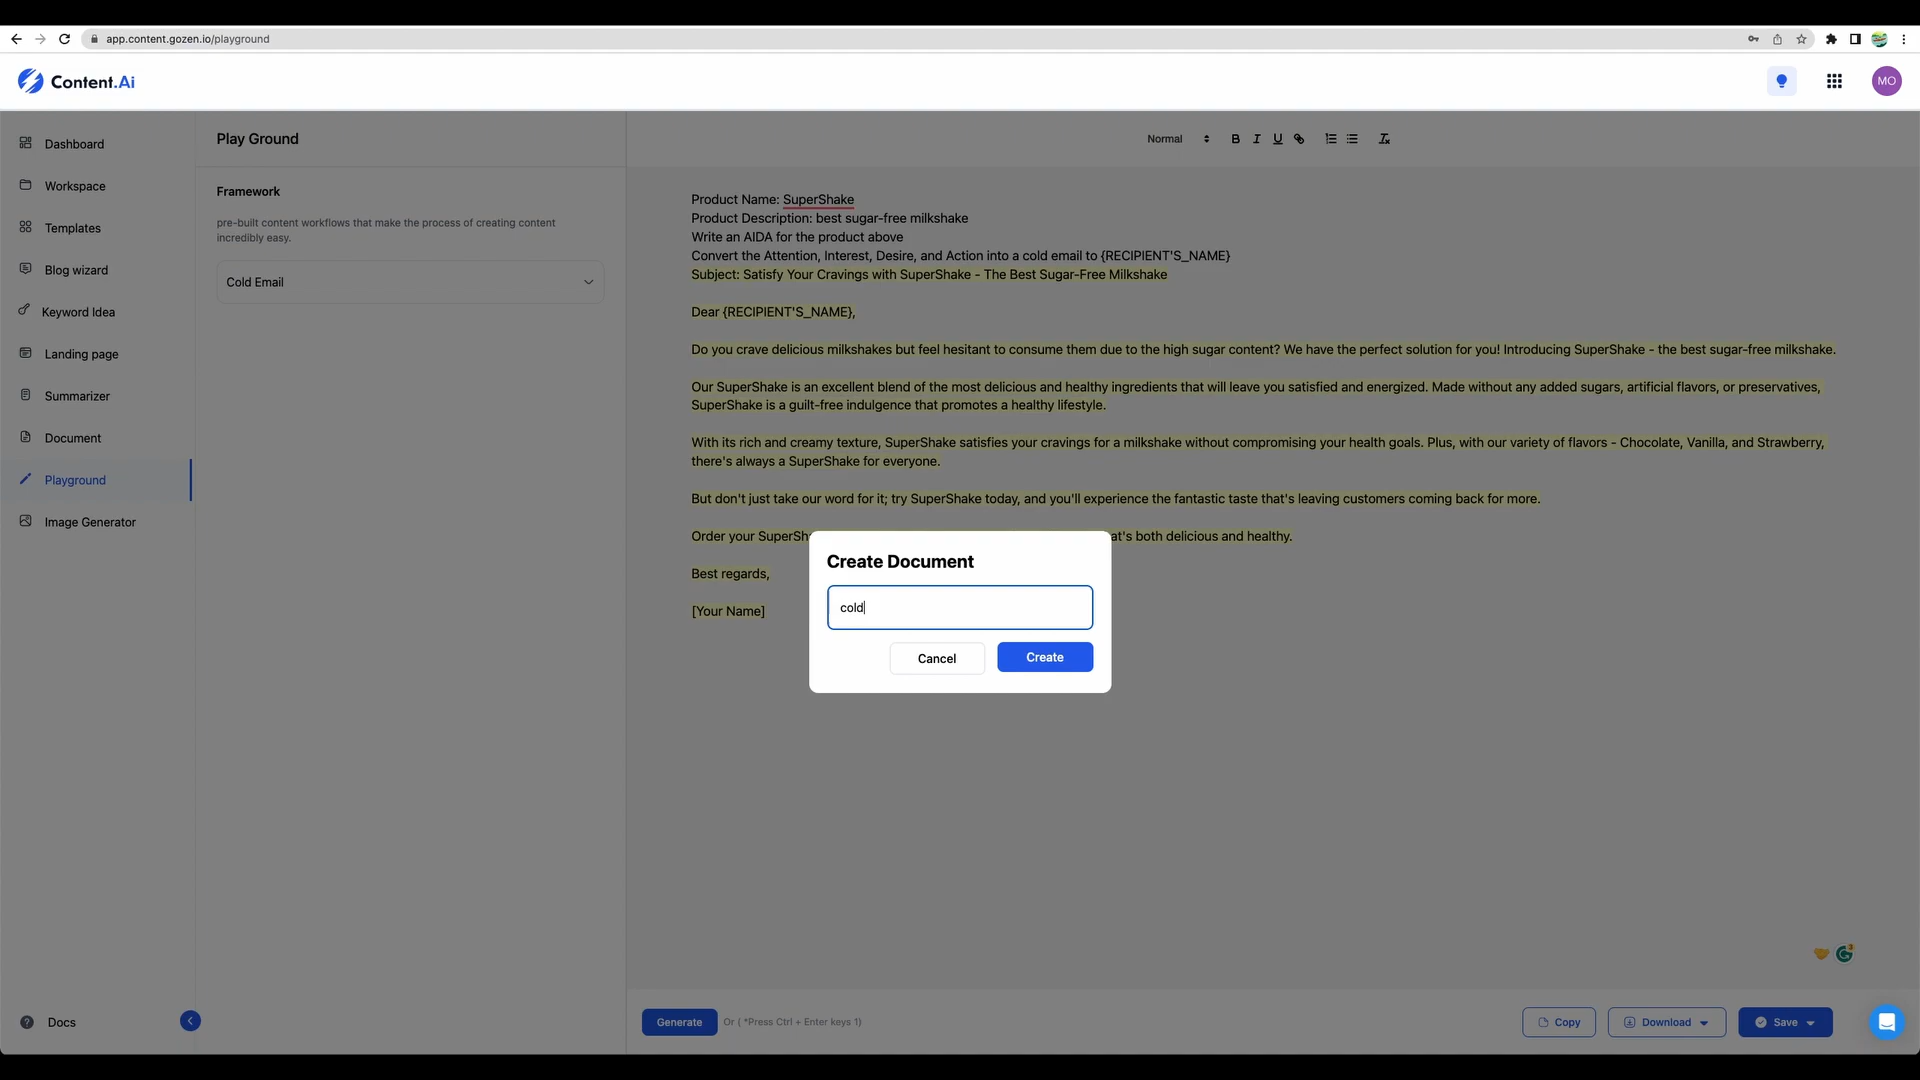 app.content.gozen.io/playground
Content.Ai
MO
Dashboard
Workspace
Templates
Blog wizard
Keyword Idea
Landing page
Summarizer
Document
Playground
Image Generator
Docs
Play Ground
Framework
pre-built content workflows that make the process of creating content
incredibly easy.
Cold Email
Normal
B I U
Product Name: SuperShake
Product Description: best sugar-free milkshake
Write an AIDA for the product above
Convert the Attention, Interest, Desire, and Action into a cold email to {RECIPIENT'S_NAME}
Subject: Satisfy Your Cravings with SuperShake - The Best Sugar-Free Milkshake
Dear {RECIPIENT'S_NAME},
Do you crave delicious milkshakes but feel hesitant to consume them due to the high sugar content? We have the perfect solution for you! Introducing SuperShake - the best sugar-free milkshake.
Our SuperShake is an excellent blend of the most delicious and healthy ingredients that will leave you satisfied and energized. Made without any added sugars, artificial flavors, or preservatives,
SuperShake is a guilt-free indulgence that promotes a healthy lifestyle.
With its rich and creamy texture, SuperShake satisfies your cravings for a milkshake without compromising your health goals. Plus, with our variety of flavors - Chocolate, Vanilla, and Strawberry,
there's always a SuperShake for everyone.
But don't just take our word for it; try SuperShake today, and you'll experience the fantastic taste that's leaving customers coming back for more.
Order your SuperSh at's both delicious and healthy.
Best regards,
[Your Name]
Create Document
cold
Cancel
Create
Generate
Or ( *Press Ctrl + Enter keys 1)
Copy
Download
Save